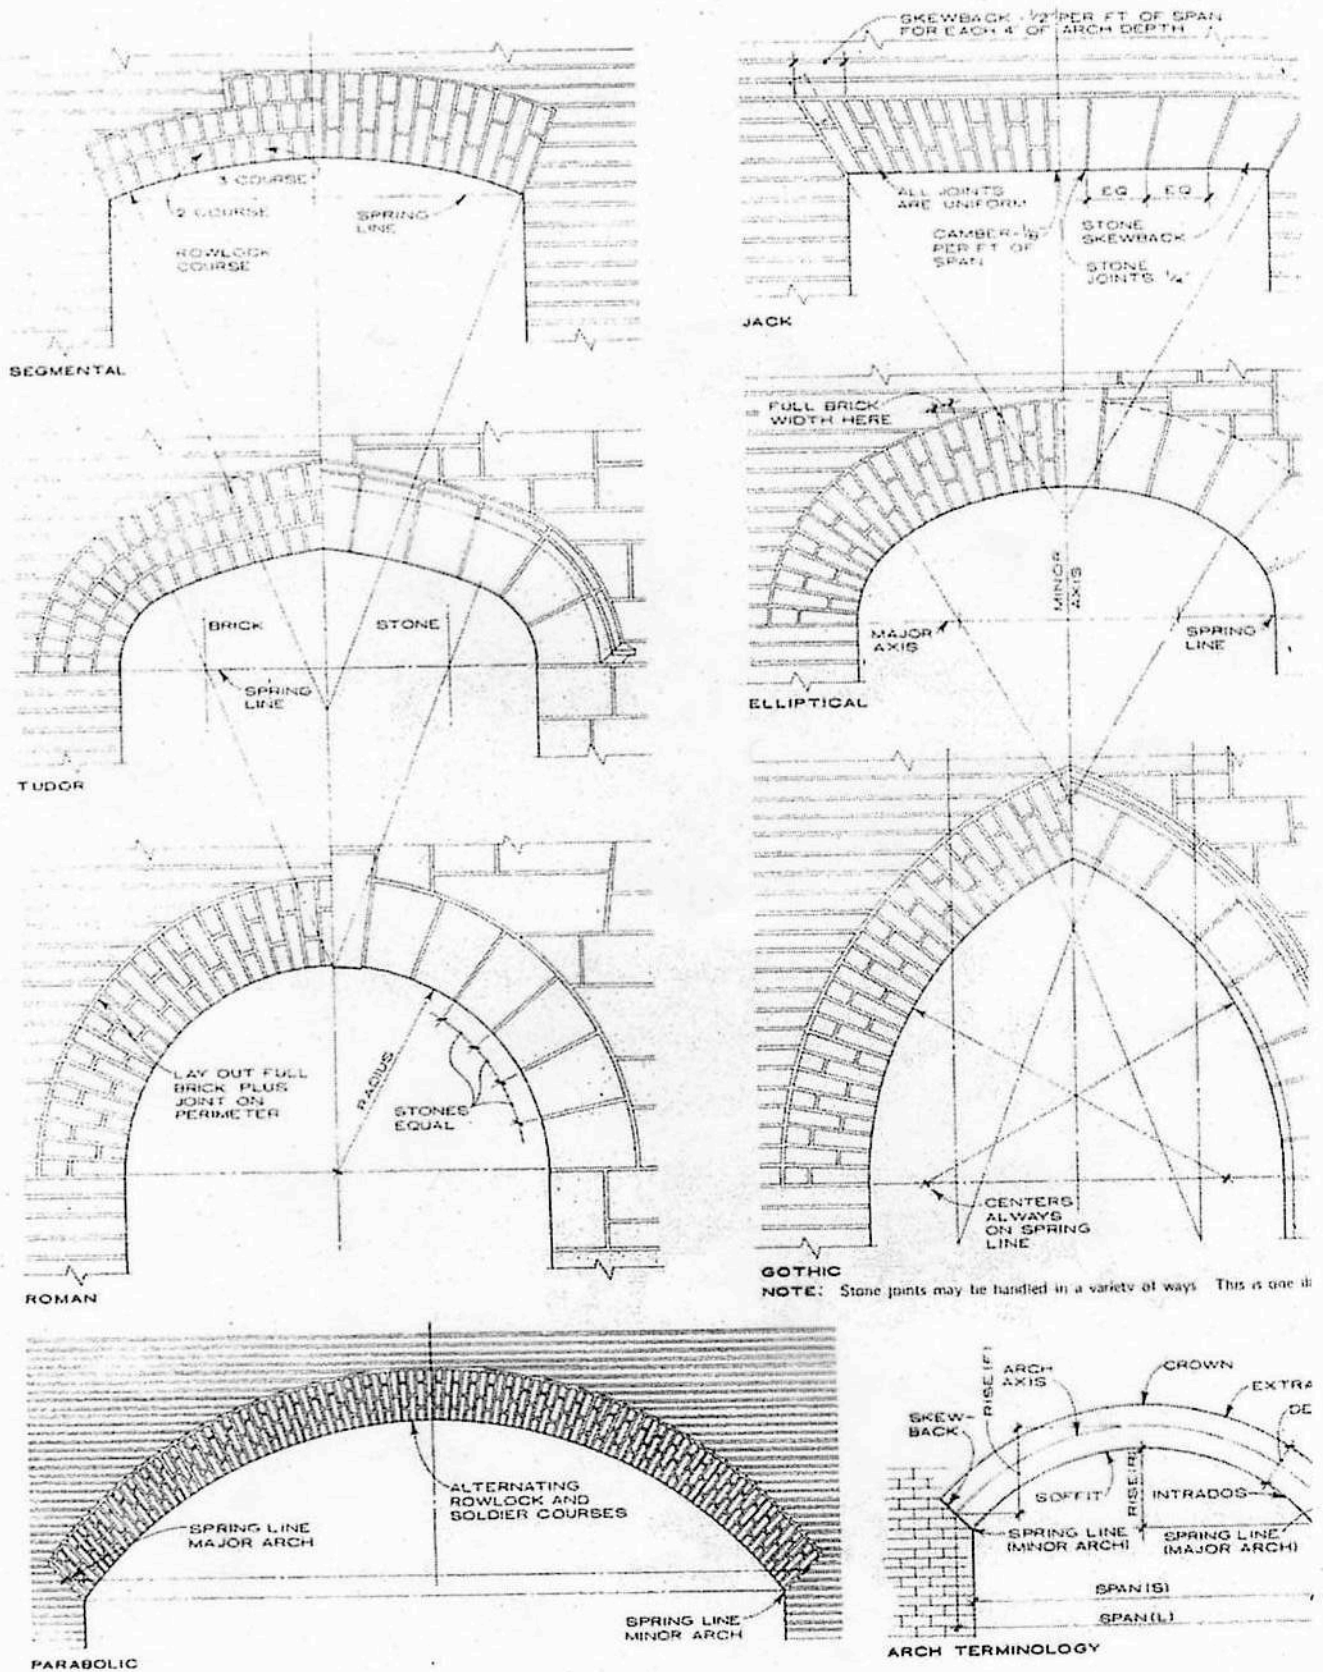 SKEWBACK - 1/2" PER FT OF SPAN
FOR EACH 4" OF ARCH DEPTH
3 COURSE
2 COURSE
ROWLOCK
COURSE
SPRING
LINE
SEGMENTAL
ALL JOINTS
ARE UNIFORM
CAMBER-1/8"
PER FT OF
SPAN
EQ
EQ
STONE
SKEWBACK
STONE
JOINTS 1/4"
JACK
BRICK
STONE
SPRING
LINE
TUDOR
FULL BRICK
WIDTH HERE
MINOR
AXIS
MAJOR
AXIS
SPRING
LINE
ELLIPTICAL
LAY OUT FULL
BRICK PLUS
JOINT ON
PERIMETER
RADIUS
STONES
EQUAL
ROMAN
CENTERS
ALWAYS
ON SPRING
LINE
GOTHIC
NOTE: Stone joints may be handled in a variety of ways This is one
ALTERNATING
ROWLOCK AND
SOLDIER COURSES
SPRING LINE
MAJOR ARCH
SPRING LINE
MINOR ARCH
PARABOLIC
RISE(F)
ARCH
AXIS
CROWN
EXTRA
DE
SKEW-
BACK
SOFFIT
RISE(R)
INTRADOS
SPRING LINE
(MINOR ARCH)
SPRING LINE
(MAJOR ARCH)
SPAN(S)
SPAN(L)
ARCH TERMINOLOGY